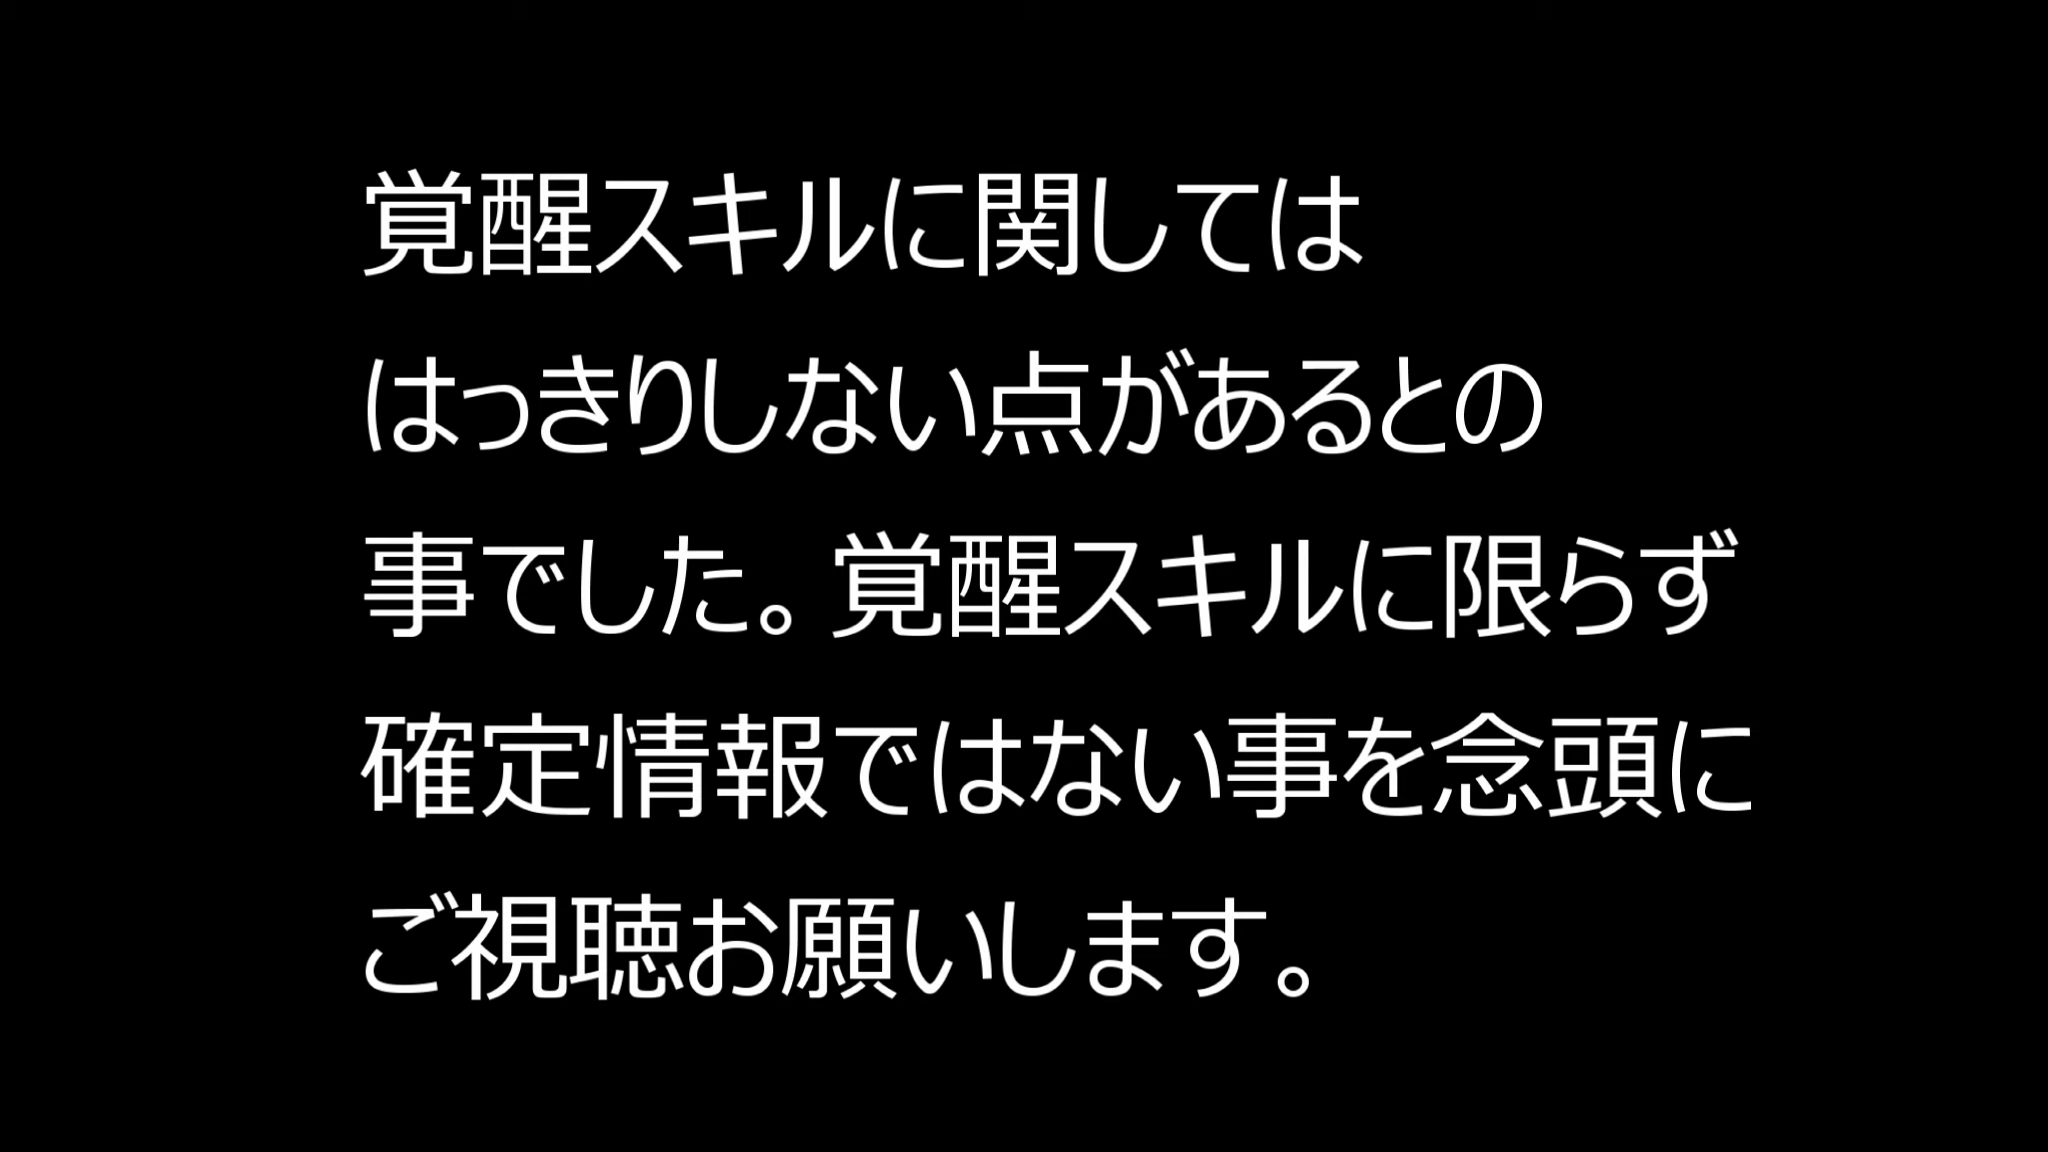 覚醒スキルに関しては
はっきりしない点があるとの
事でした。覚醒スキルに限らず
確定情報ではない事を念頭に
ご視聴お願いします。